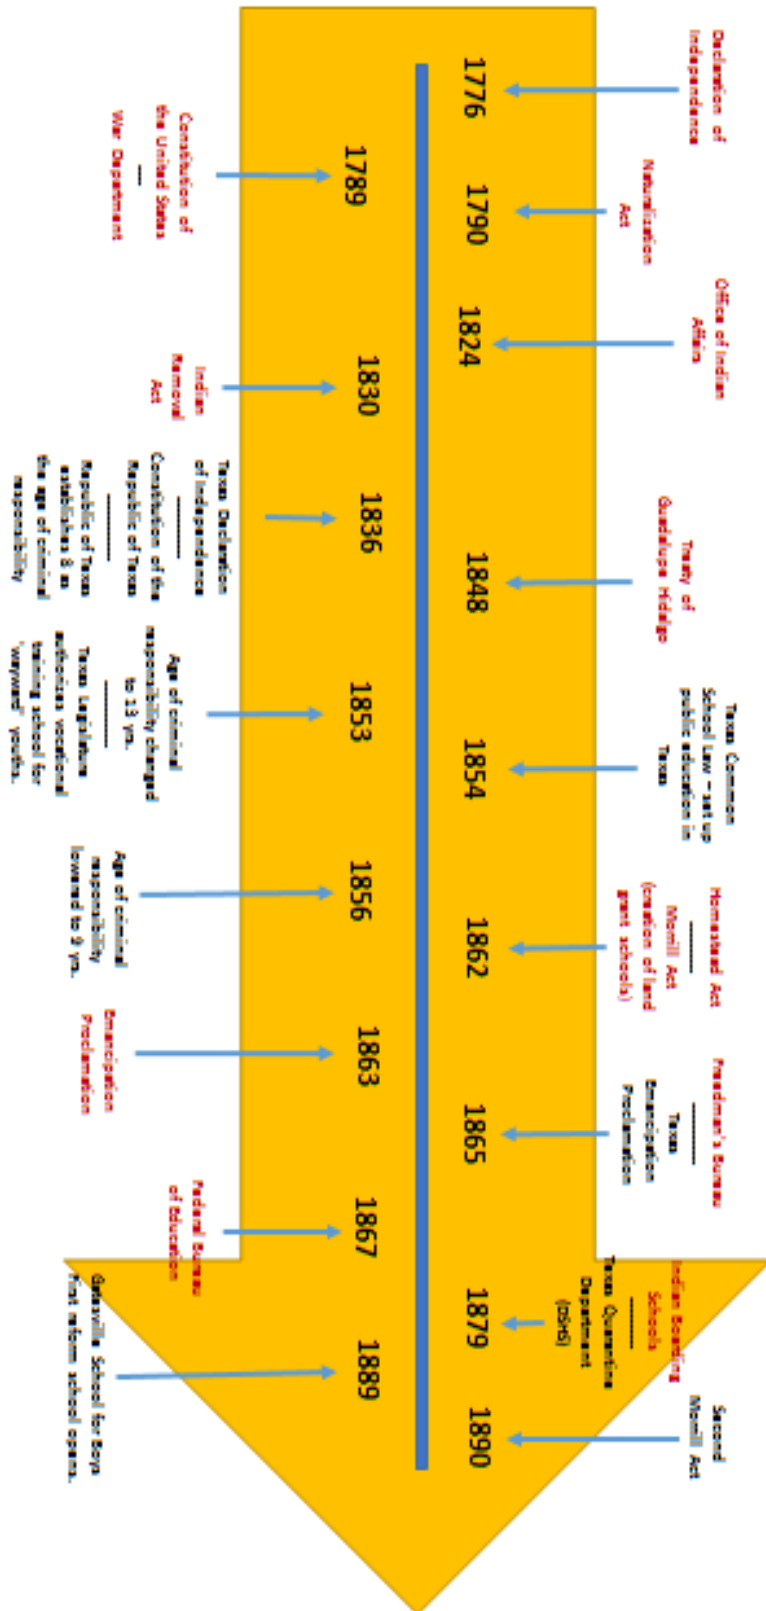 Declaration of
Independence
1776
Constitution of
the United States
War Department
1789
Naturalization
Act
1790
Office of Indian
Affairs
1824
Indian
Removal
Act
1830
Texas Declaration
of Independence
Constitution of the
Republic of Texas
Republic of Texas
establishes 8 as
the age of criminal
responsibility
1836
Treaty of
Guadalupe Hidalgo
1848
Age of criminal
responsibility changed
to 13 yrs.
Texas Legislature
authorizes vocational
training school for
"wayward" youths.
1853
Texas Common
School Law – set up
public education in
Texas
1854
Age of criminal
responsibility
lowered to 9 yrs.
1856
Homestead Act
Morrill Act
(creation of land
grant schools)
1862
Emancipation
Proclamation
1863
Freedman's Bureau
Texas
Emancipation
Proclamation
1865
Federal Bureau
of Education
1867
Indian Boarding
Schools
Texas Quarantine
Department
(DSHS)
1879
Gatesville School for Boys
First reform school opens.
1889
Second
Morrill Act
1890